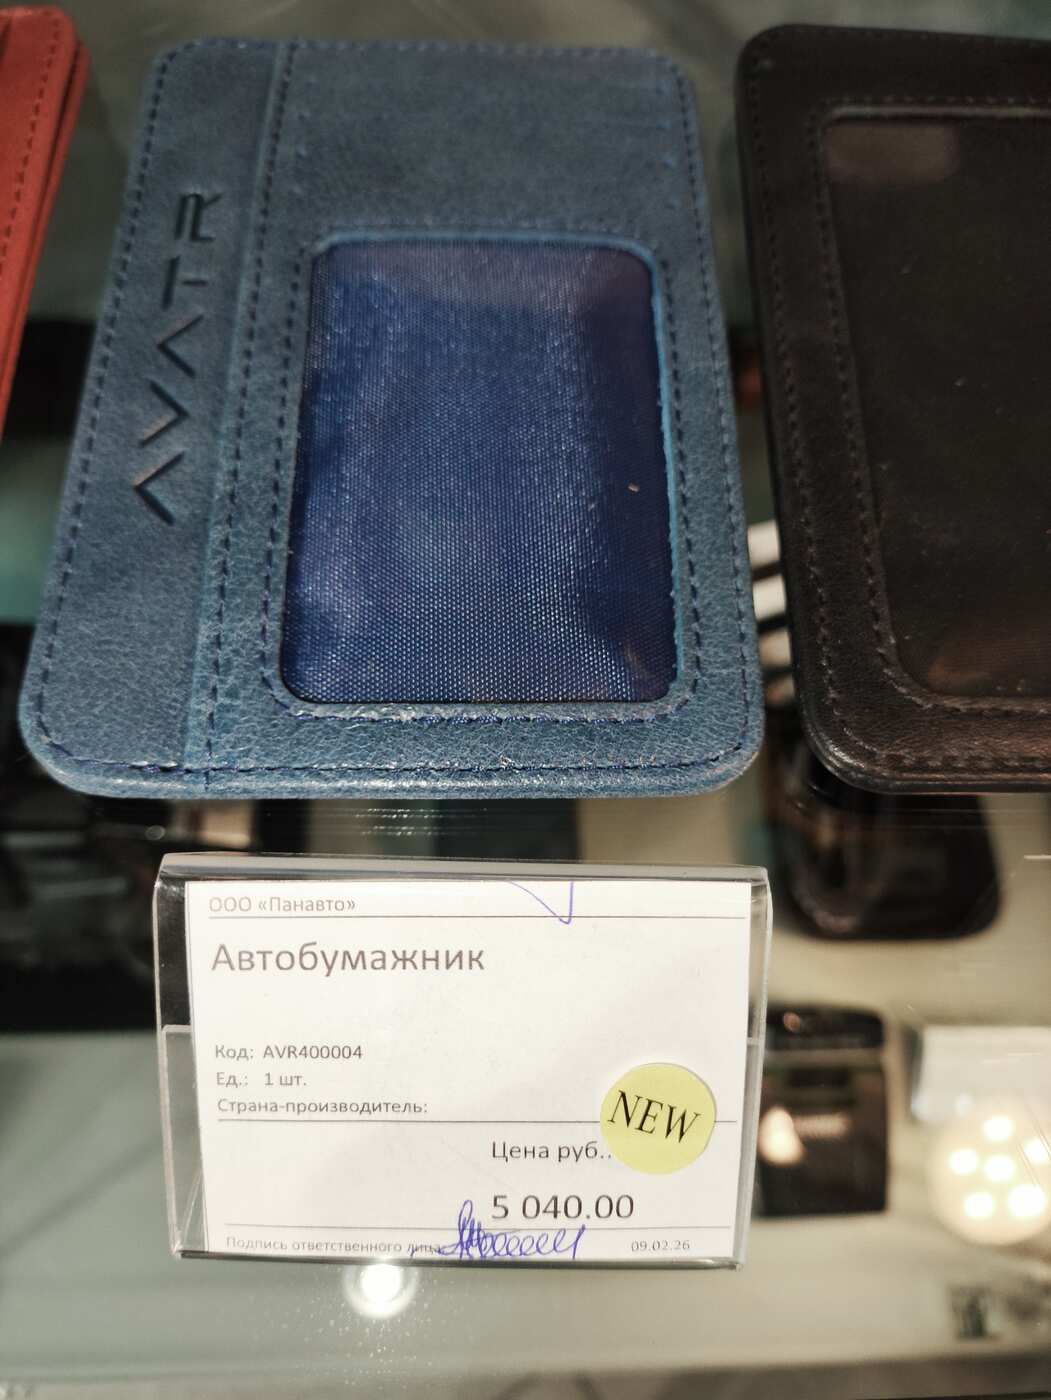 AVATR
ООО «Панавто»
Автобумажник
Код: AVR400004
Ед.: 1 шт.
Страна-производитель:
NEW
Цена руб..
5 040.00
Подпись ответственного лица
09.02.26